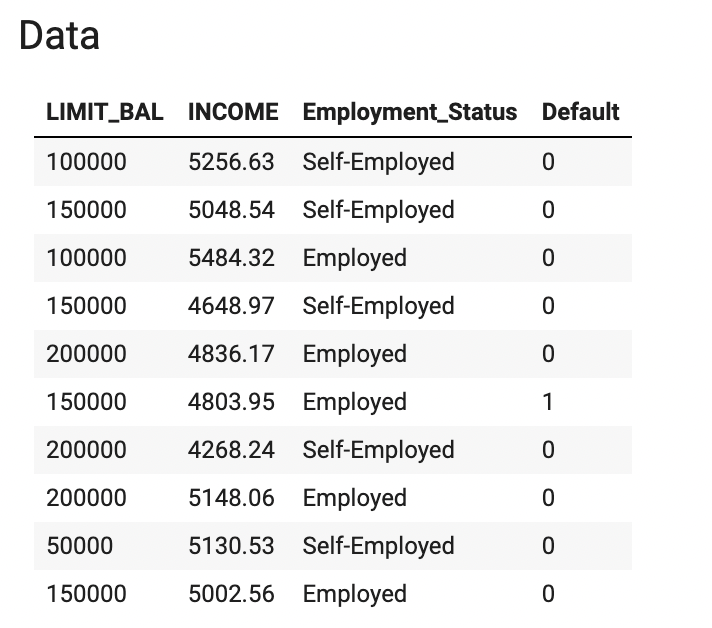 Data
LIMIT_BAL INCOME Employment_Status Default
100000 5256.63 Self-Employed 0
150000 5048.54 Self-Employed 0
100000 5484.32 Employed 0
150000 4648.97 Self-Employed 0
200000 4836.17 Employed 0
150000 4803.95 Employed 1
200000 4268.24 Self-Employed 0
200000 5148.06 Employed 0
50000 5130.53 Self-Employed 0
150000 5002.56 Employed 0